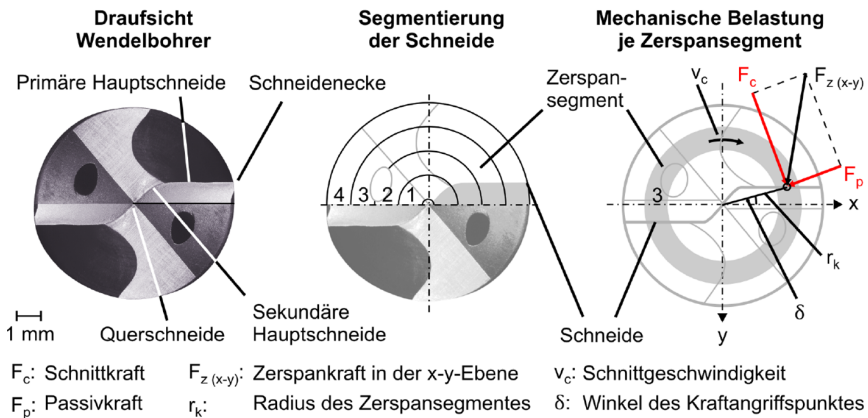 Draufsicht
Wendelbohrer
Segmentierung
der Schneide
Mechanische Belastung
je Zerspansegment
Primäre Hauptschneide
Schneidenecke
Zerspan-
segment
v_c
F_c
F_z (x-y)
F_p
4 3 2 1
3
x
r_k
δ
y
1 mm
Querschneide
Sekundäre
Hauptschneide
Schneide
F_c: Schnittkraft F_z (x-y): Zerspankraft in der x-y-Ebene v_c: Schnittgeschwindigkeit
F_p: Passivkraft r_k: Radius des Zerspansegmentes δ: Winkel des Kraftangriffspunktes